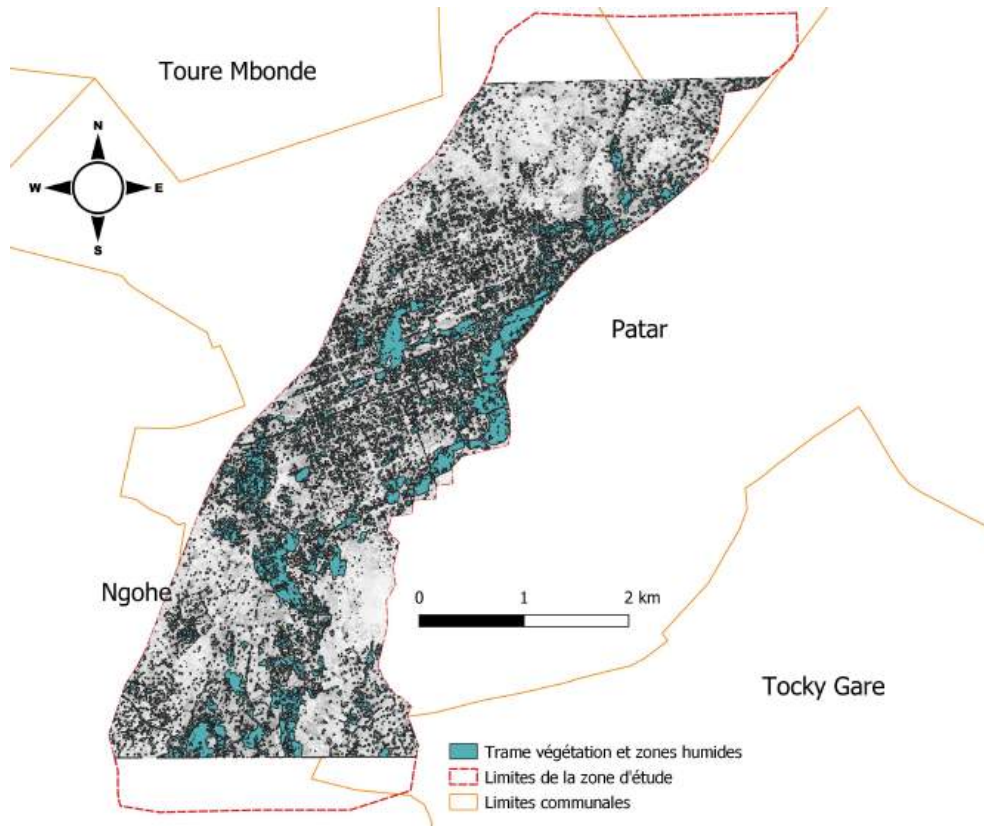 Toure Mbonde
N
W E
S
Patar
Ngohe
0 1 2 km
Tocky Gare
Trame végétation et zones humides
Limites de la zone d'étude
Limites communales